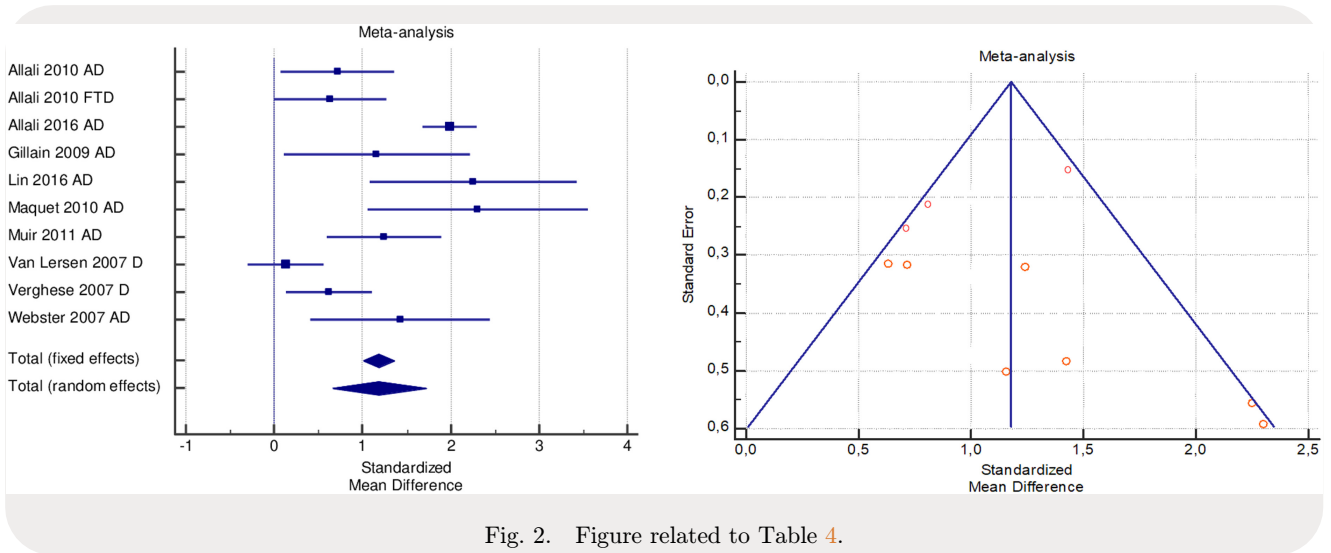 Meta-analysis
Allali 2010 AD
Allali 2010 FTD
Allali 2016 AD
Gillain 2009 AD
Lin 2016 AD
Maquet 2010 AD
Muir 2011 AD
Van Lersen 2007 D
Verghese 2007 D
Webster 2007 AD
Total (fixed effects)
Total (random effects)
-1 0 1 2 3 4
Standardized
Mean Difference
Meta-analysis
Standard Error
0,0
0,1
0,2
0,3
0,4
0,5
0,6
0,0 0,5 1,0 1,5 2,0 2,5
Standardized
Mean Difference
Fig. 2. Figure related to Table 4.